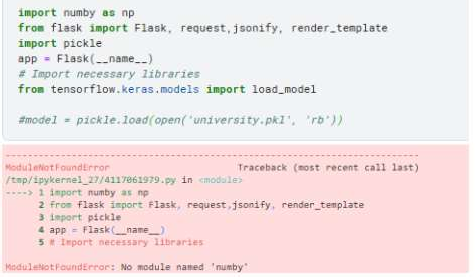 import numby as np
from flask import Flask, request,jsonify, render_template
import pickle
app = Flask(__name__)
# Import necessary libraries
from tensorflow.keras.models import load_model
#model = pickle.load(open('university.pkl', 'rb'))
---------------------------------------------------------------------------
ModuleNotFoundError                       Traceback (most recent call last)
/tmp/ipykernel_27/4117061979.py in <module>
----> 1 import numby as np
      2 from flask import Flask, request,jsonify, render_template
      3 import pickle
      4 app = Flask(__name__)
      5 # Import necessary libraries
ModuleNotFoundError: No module named 'numby'